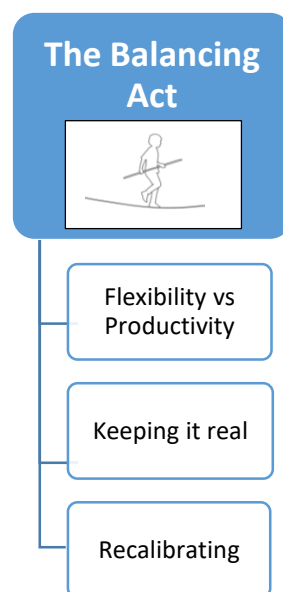 The Balancing
Act
Flexibility vs
Productivity
Keeping it real
Recalibrating